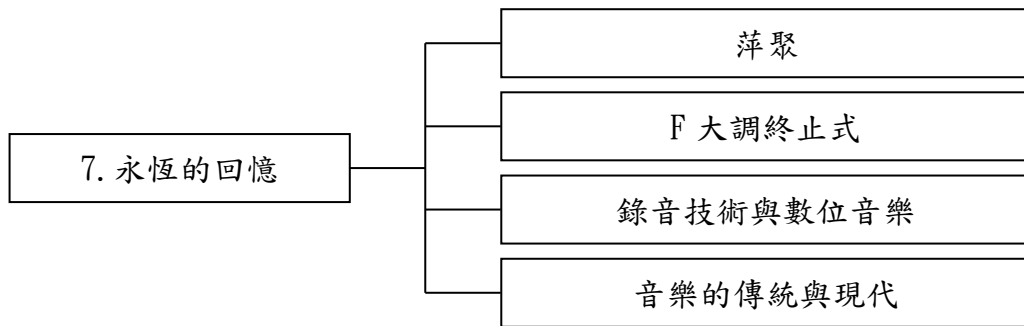 7.永恆的回憶
萍聚
F 大調終止式
錄音技術與數位音樂
音樂的傳統與現代